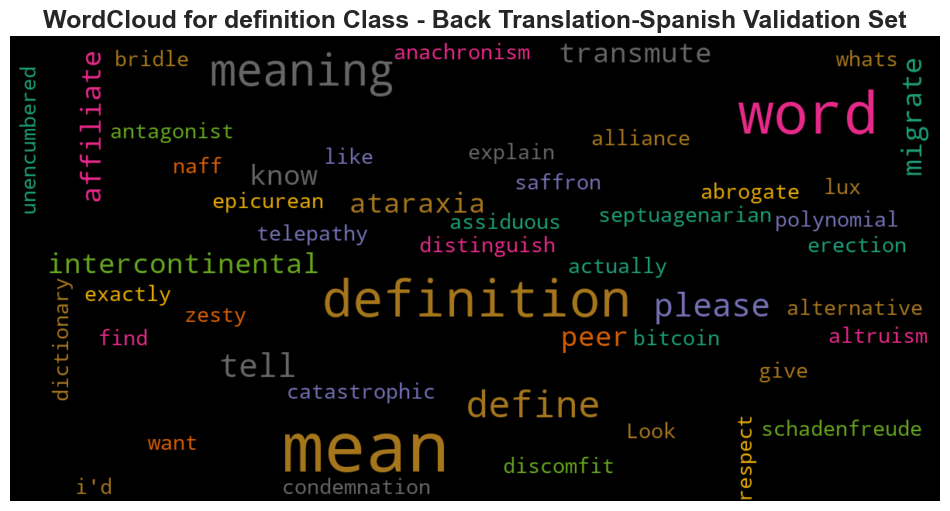 WordCloud for definition Class - Back Translation-Spanish Validation Set
unencumbered
affiliate
bridle
meaning
anachronism
transmute
whats
migrate
word
antagonist
naff
like
know
explain
alliance
saffron
abrogate
lux
epicurean
ataraxia
assiduous
septuagenarian
polynomial
telepathy
distinguish
erection
intercontinental
actually
dictionary
exactly
zesty
definition
please
alternative
find
peer
bitcoin
altruism
tell
give
catastrophic
define
respect
schadenfreude
want
mean
Look
discomfit
i'd
condemnation